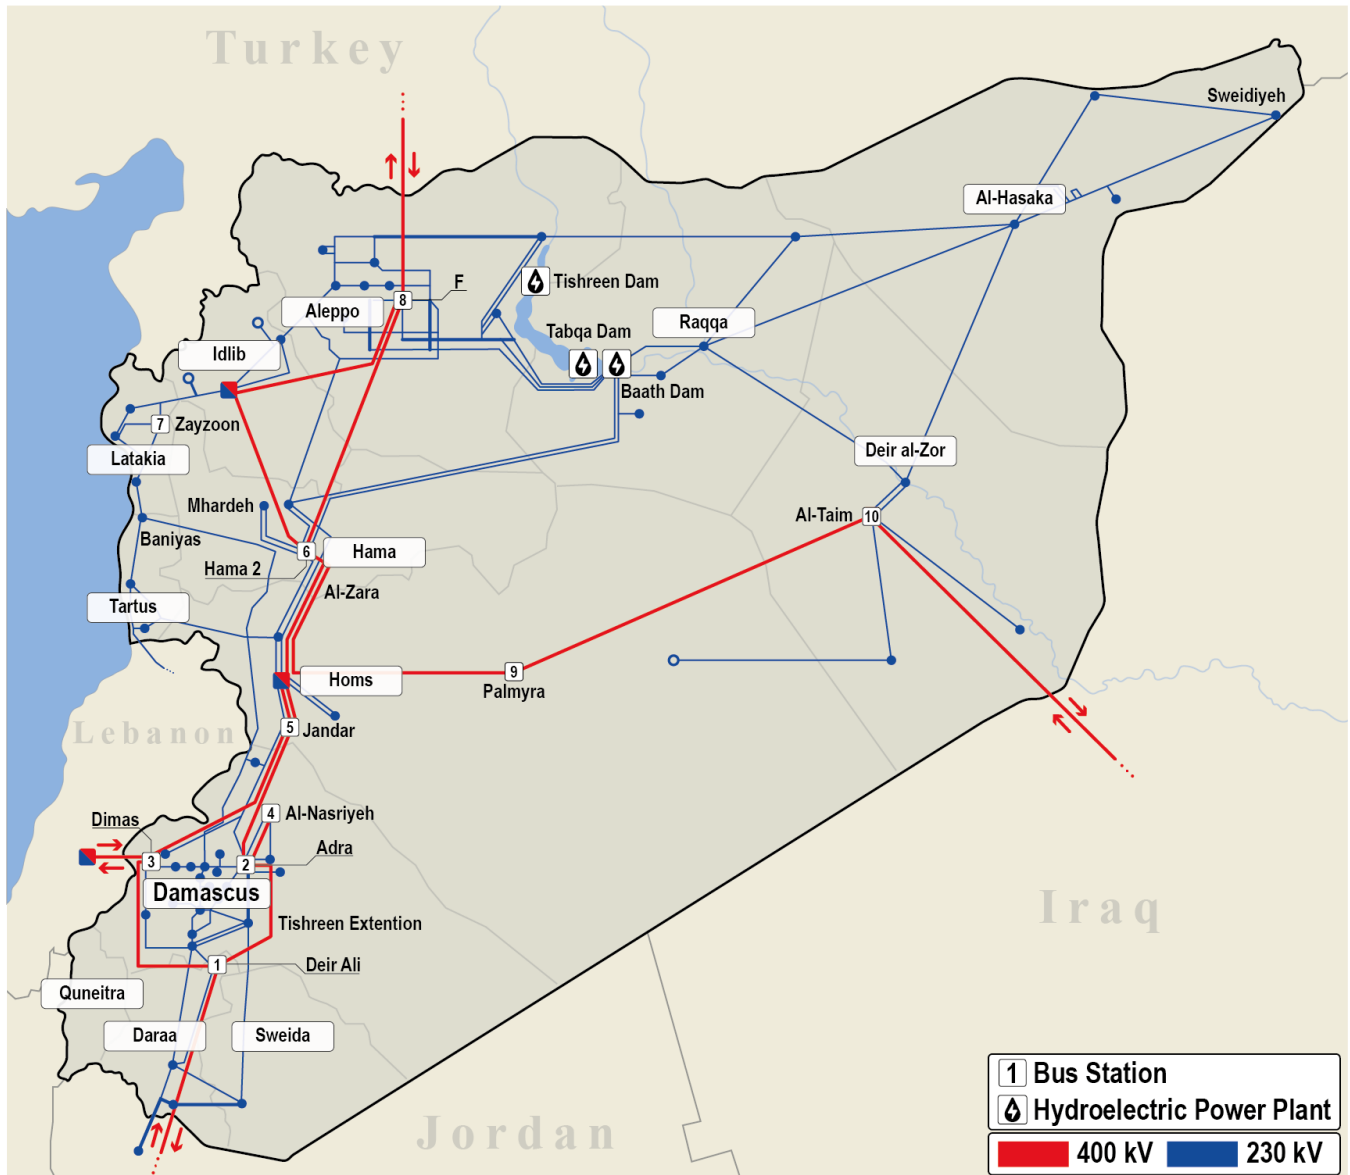 Turkey
Sweidiyeh
Al-Hasaka
F
Tishreen Dam
8
Aleppo
Raqqa
Tabqa Dam
Idlib
Baath Dam
7
Zayzoon
Latakia
Deir al-Zor
Mhardeh
Al-Taim
10
Baniyas
6
Hama
Hama 2
Al-Zara
Tartus
9
Homs
Palmyra
Lebanon
5
Jandar
4
Al-Nasriyeh
Dimas
Adra
3
2
Damascus
Iraq
Tishreen Extention
1
Deir Ali
Quneitra
Daraa
Sweida
Jordan
1 Bus Station
Hydroelectric Power Plant
400 kV
230 kV